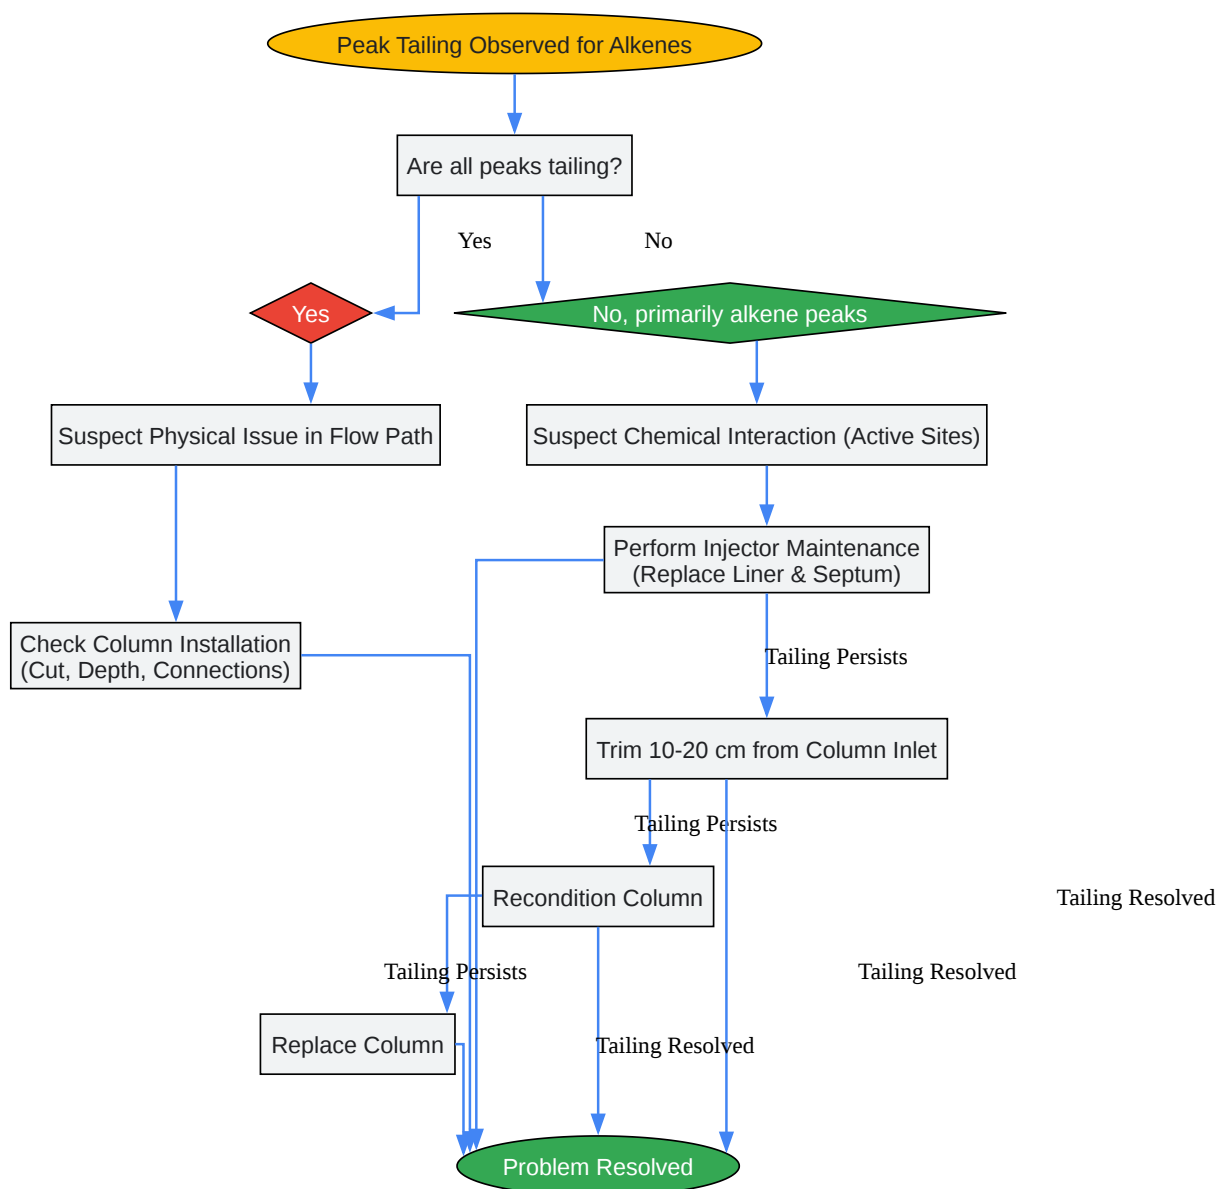 Peak Tailing Observed for Alkenes
Are all peaks tailing?
Yes
No
Yes
No, primarily alkene peaks
Suspect Physical Issue in Flow Path
Suspect Chemical Interaction (Active Sites)
Perform Injector Maintenance
(Replace Liner & Septum)
Check Column Installation
(Cut, Depth, Connections)
Tailing Persists
Trim 10-20 cm from Column Inlet
Tailing Persists
Recondition Column
Tailing Resolved
Tailing Persists
Tailing Resolved
Replace Column
Tailing Resolved
Problem Resolved